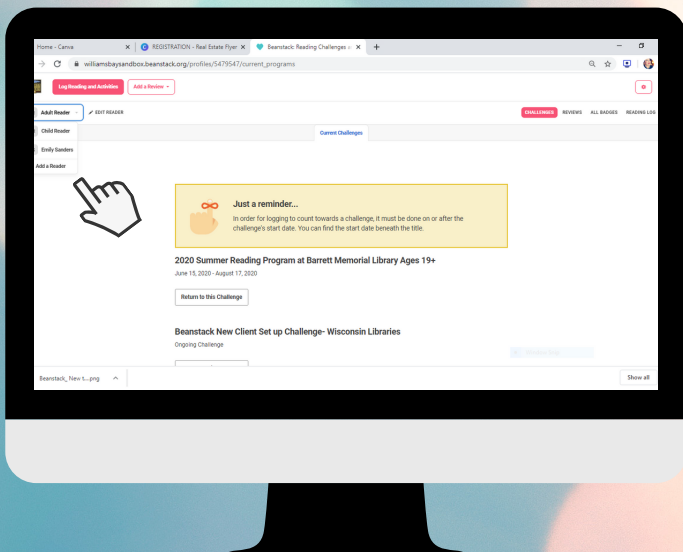 Home - Canva
REGISTRATION - Real Estate Flyer
Beanstack: Reading Challenges
williamsbaysandbox.beanstack.org/profiles/5479547/current_programs
Log Reading and Activities
Add a Review
Adult Reader
EDIT READER
CHALLENGES
REVIEWS
ALL BADGES
READING LOG
Child Reader
Emily Sanders
Add a Reader
Current Challenges
Just a reminder...
In order for logging to count towards a challenge, it must be done on or after the
challenge's start date. You can find the start date beneath the title.
2020 Summer Reading Program at Barrett Memorial Library Ages 19+
June 15, 2020 - August 17, 2020
Return to this Challenge
Beanstack New Client Set up Challenge- Wisconsin Libraries
Ongoing Challenge
Beanstack_ New t....png
Show all